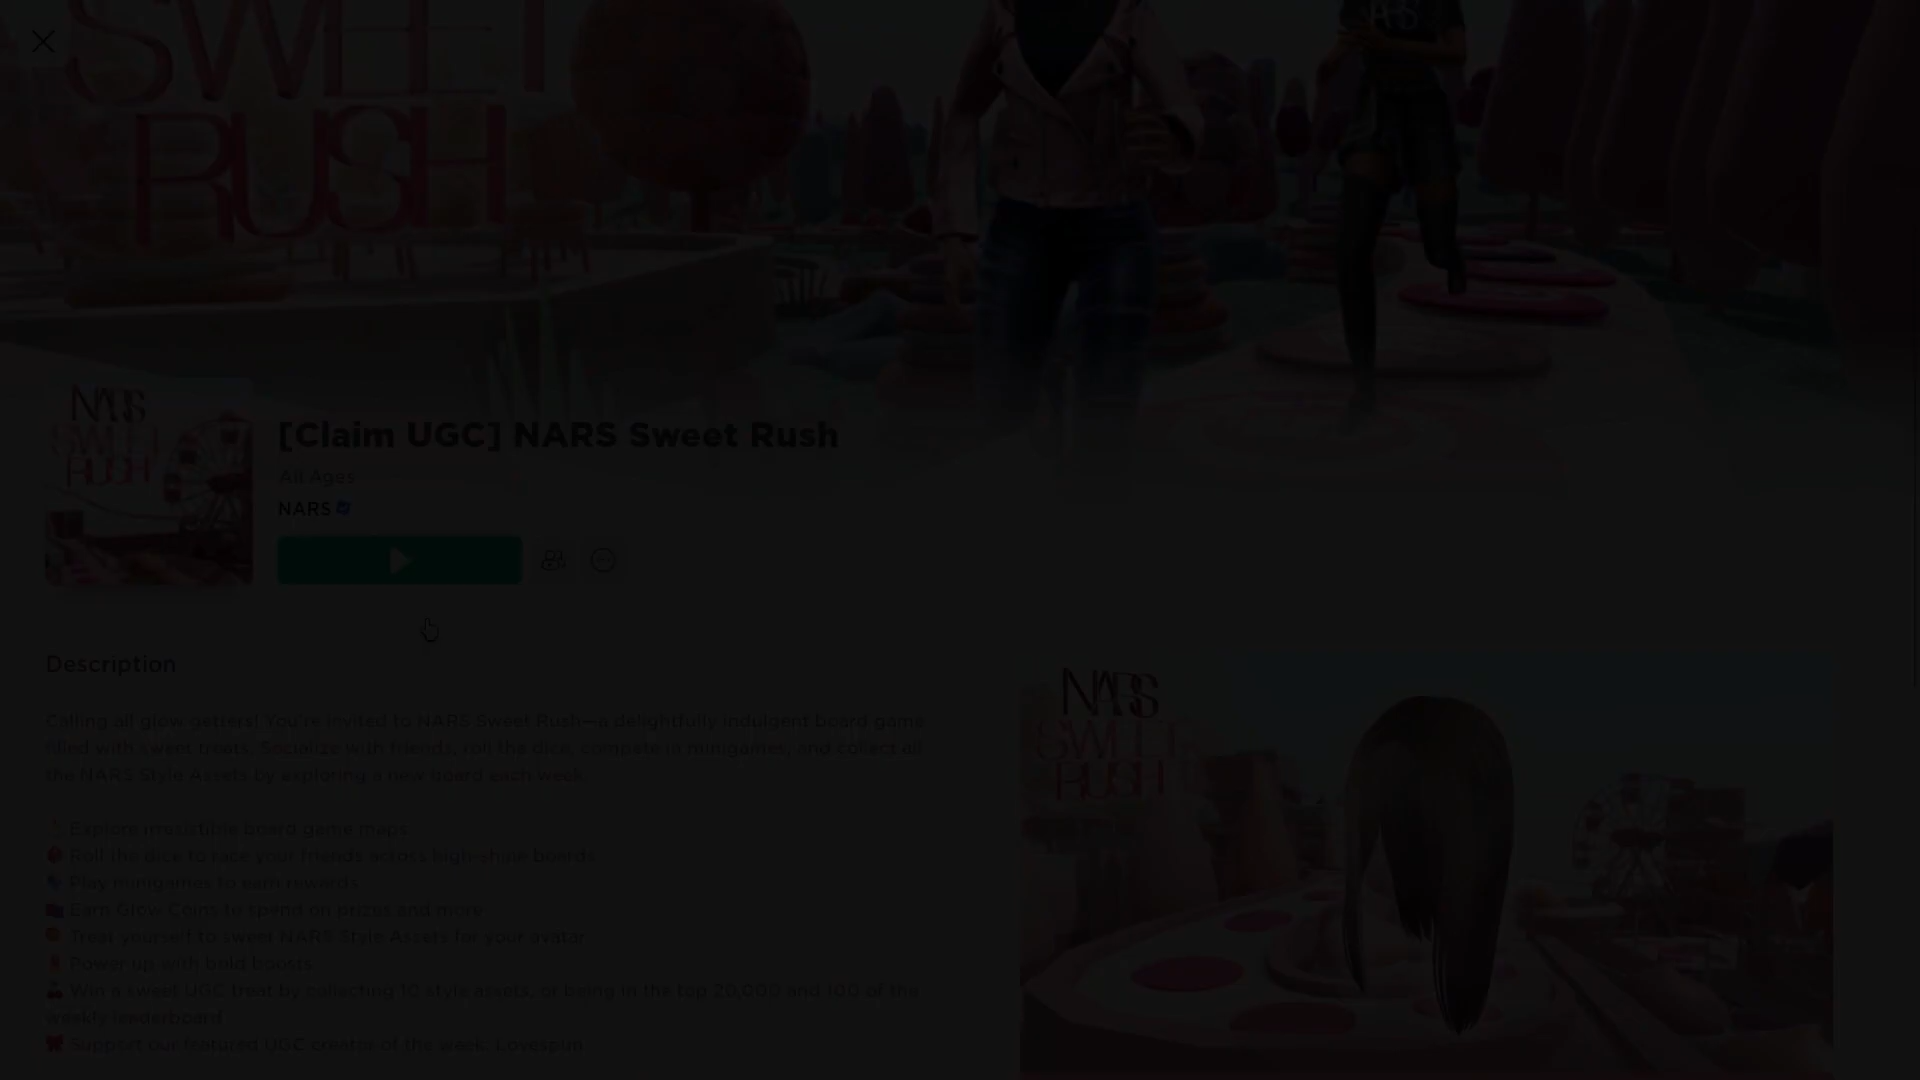 SWEET
RUSH
NARS
SWEET
RUSH
[Claim UGC] NARS Sweet Rush
All Ages
NARS
Description
Calling all glow getters! You're invited to NARS Sweet Rush—a delightfully indulgent board game
filled with sweet treats. Socialize with friends, roll the dice, compete in minigames, and collect all
the NARS Style Assets by exploring a new board each week.
Explore irresistible board game maps
Roll the dice to race your friends across high-shine boards
Play minigames to earn rewards
Earn Glow Coins to spend on prizes and more
Treat yourself to sweet NARS Style Assets for your avatar
Power up with bold boosts
Win a sweet UGC treat by collecting 10 style assets, or being in the top 20,000 and 100 of the
weekly leaderboard
Support our featured UGC creator of the week: Lovespun
NARS
SWEET
RUSH